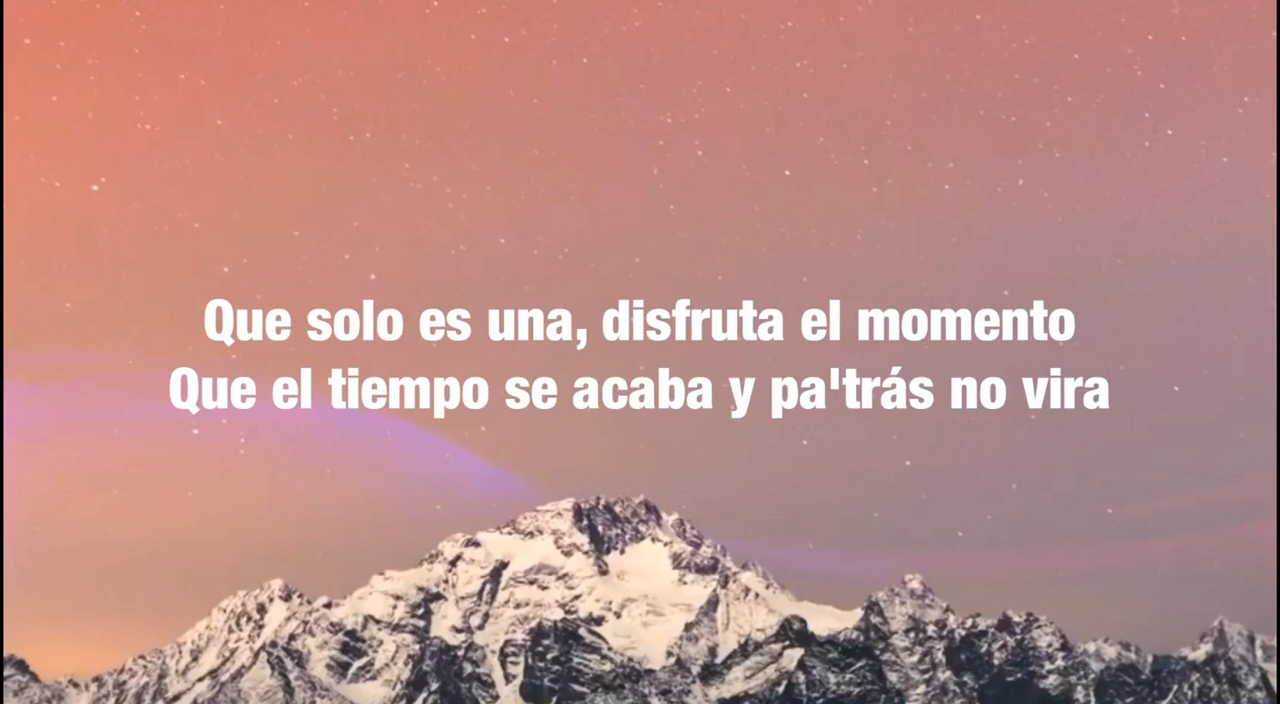 Que solo es una, disfruta el momento
Que el tiempo se acaba y pa'trás no vira